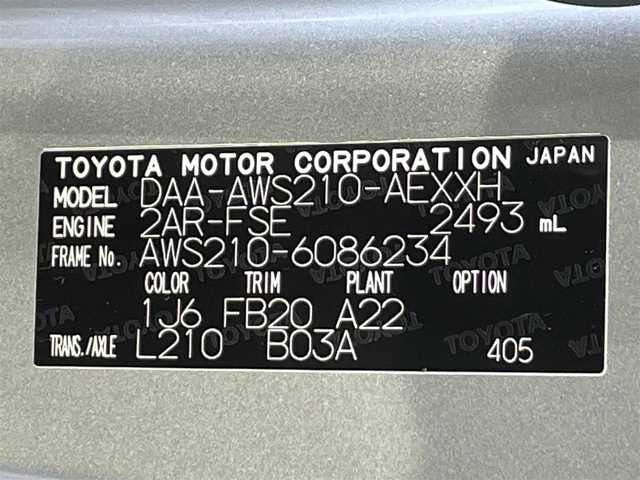 TOYOTA MOTOR CORPORATION JAPAN
MODEL DAA-AWS210-AEXXH
ENGINE 2AR-FSE 2493 mL
FRAME No. AWS210-6086234
COLOR TRIM PLANT OPTION
1J6 FB20 A22
TRANS./AXLE L210 B03A 405